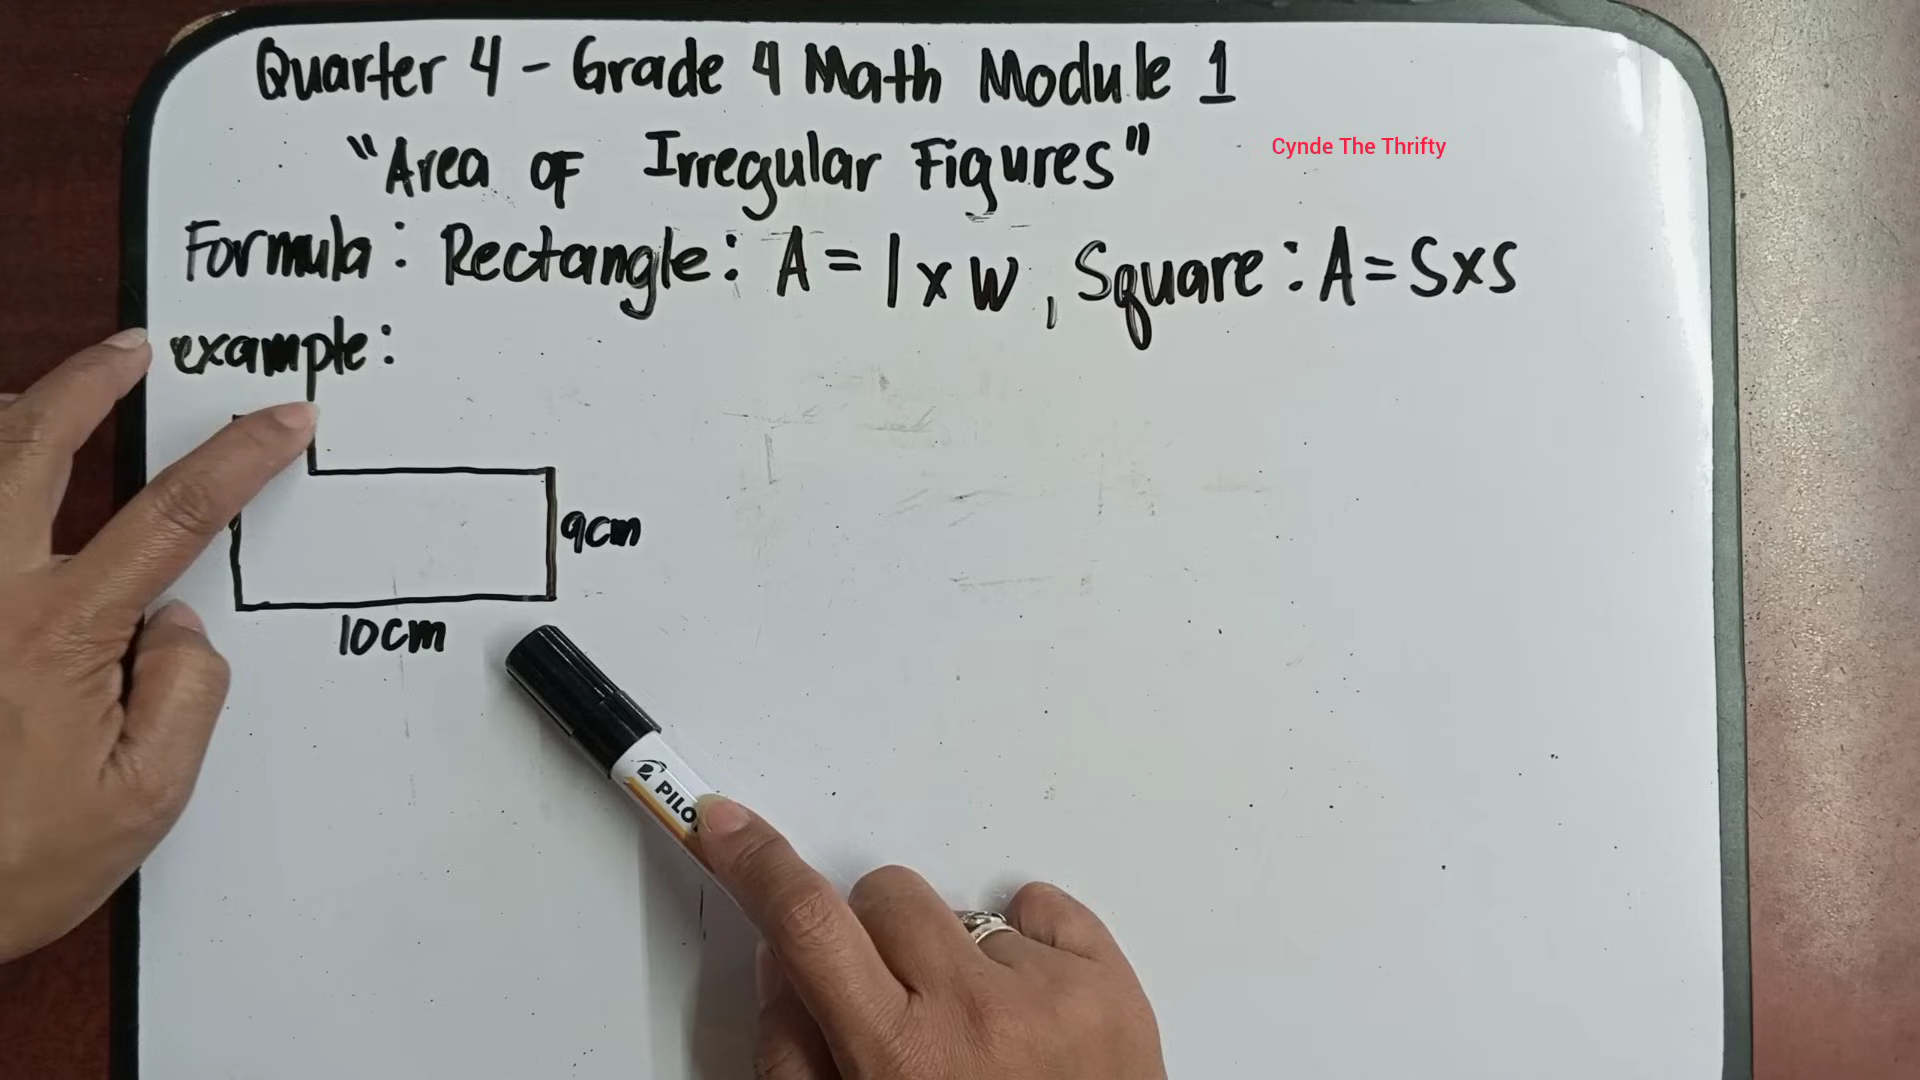 Quarter 4 - Grade 4 Math Module 1
"Area of Irregular Figures"
Cynde The Thrifty
Formula: Rectangle: A = l x w, Square: A = s x s
example:
9cm
10cm
PILO